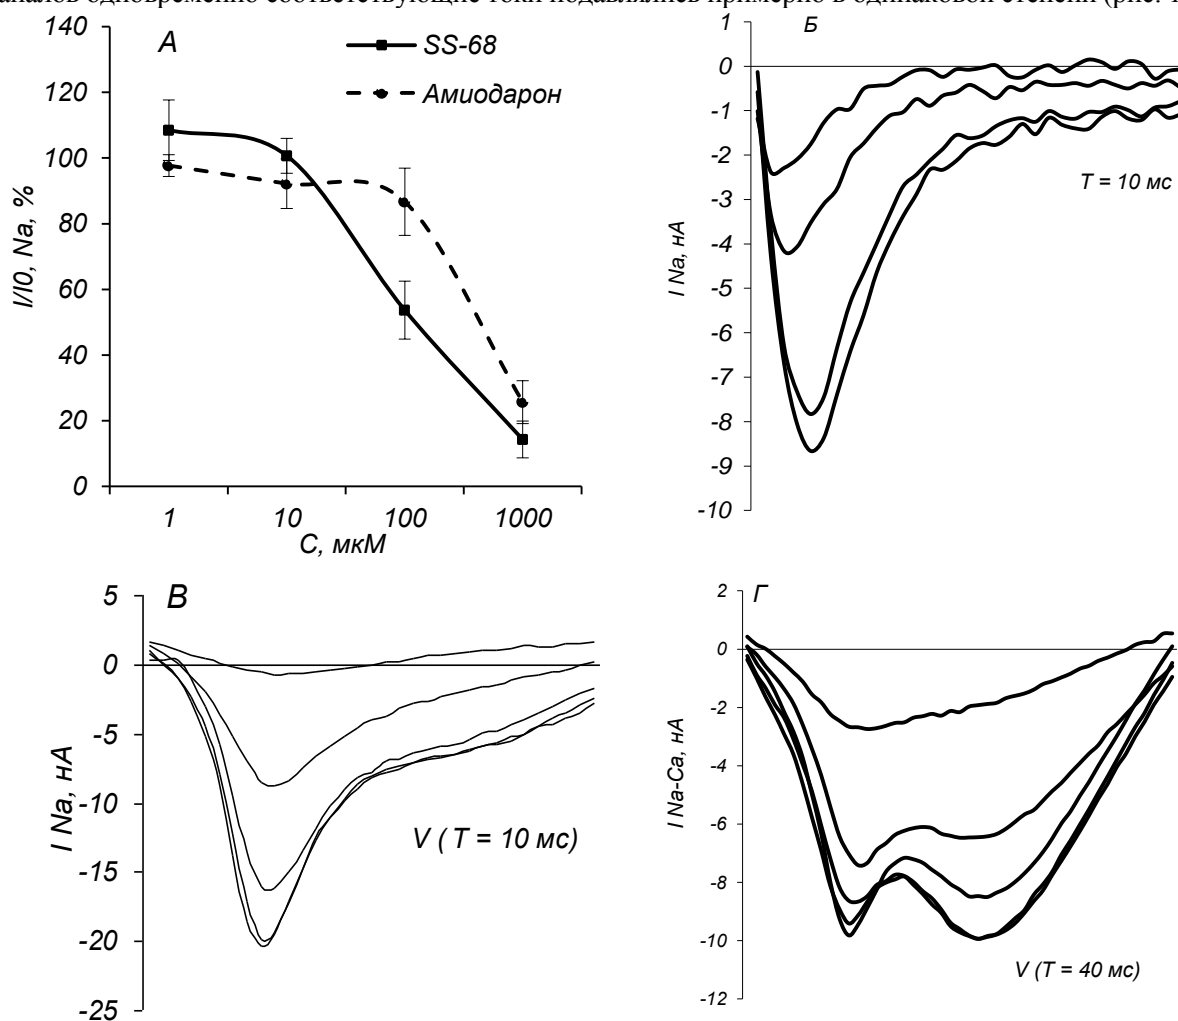 одновременно соответствующие токи подавлялись примерно в одинаковой степени (рис. 1
А
SS-68
Амиодарон
140
120
100
80
60
40
20
0
I/I0, Na, %
1 10 100 1000
С, мкМ
Б
1
0
-1
-2
-3
-4
-5
-6
-7
-8
-9
-10
I Na, нА
T = 10 мс
В
5
0
-5
-10
-15
-20
-25
I Na, нА
V ( T = 10 мс)
Г
2
0
-2
-4
-6
-8
-10
-12
I Na-Ca, нА
V (T = 40 мс)